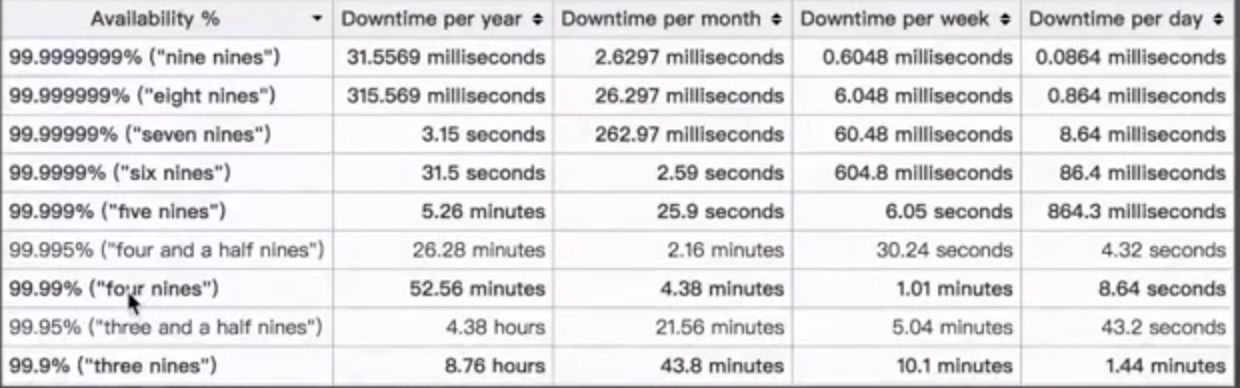 Availability % Downtime per year Downtime per month Downtime per week Downtime per day
99.9999999% ("nine nines") 31.5569 milliseconds 2.6297 milliseconds 0.6048 milliseconds 0.0864 milliseconds
99.999999% ("eight nines") 315.569 milliseconds 26.297 milliseconds 6.048 milliseconds 0.864 milliseconds
99.99999% ("seven nines") 3.15 seconds 262.97 milliseconds 60.48 milliseconds 8.64 milliseconds
99.9999% ("six nines") 31.5 seconds 2.59 seconds 604.8 milliseconds 86.4 milliseconds
99.999% ("five nines") 5.26 minutes 25.9 seconds 6.05 seconds 864.3 milliseconds
99.995% ("four and a half nines") 26.28 minutes 2.16 minutes 30.24 seconds 4.32 seconds
99.99% ("four nines") 52.56 minutes 4.38 minutes 1.01 minutes 8.64 seconds
99.95% ("three and a half nines") 4.38 hours 21.56 minutes 5.04 minutes 43.2 seconds
99.9% ("three nines") 8.76 hours 43.8 minutes 10.1 minutes 1.44 minutes